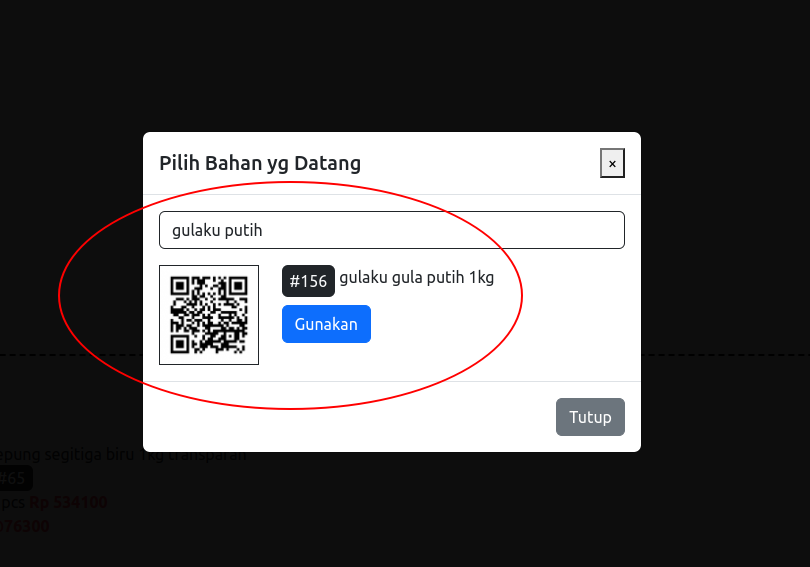 Pilih Bahan yg Datang
×
gulaku putih
#156 gulaku gula putih 1kg
Gunakan
Tutup
epung segitiga biru 1kg transparan
#65
pcs Rp 534100
676300